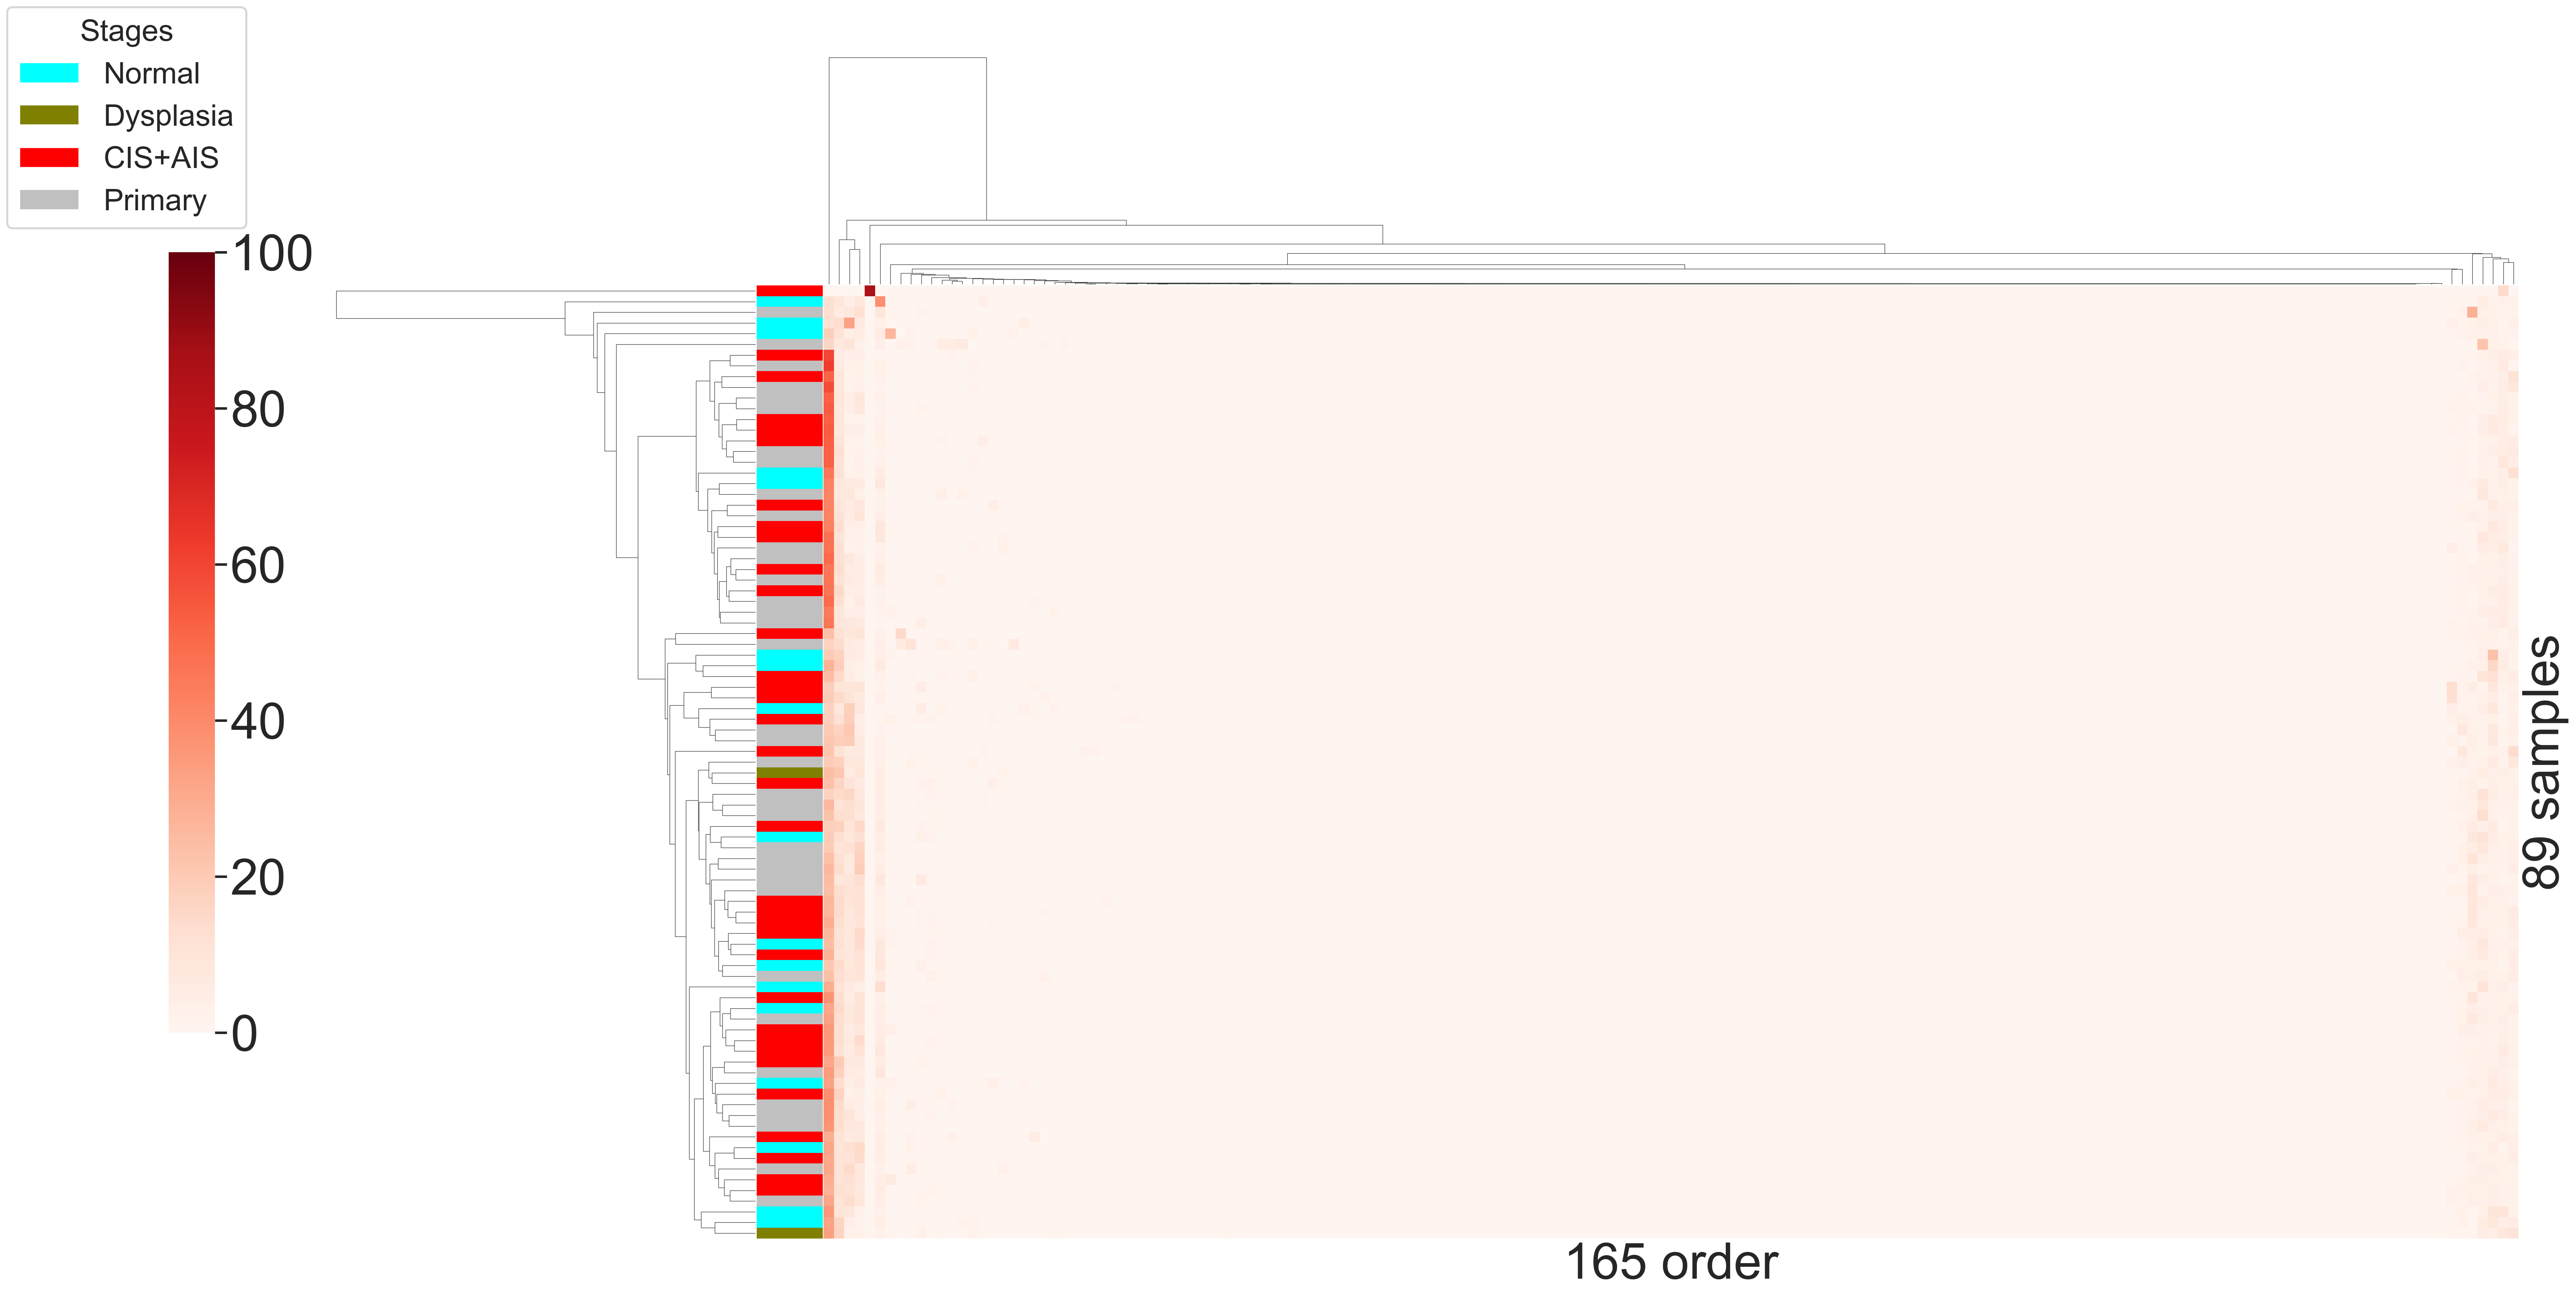 Stages
Normal
Dysplasia
CIS+AIS
Primary
100
80
60
40
20
0
89 samples
165 order